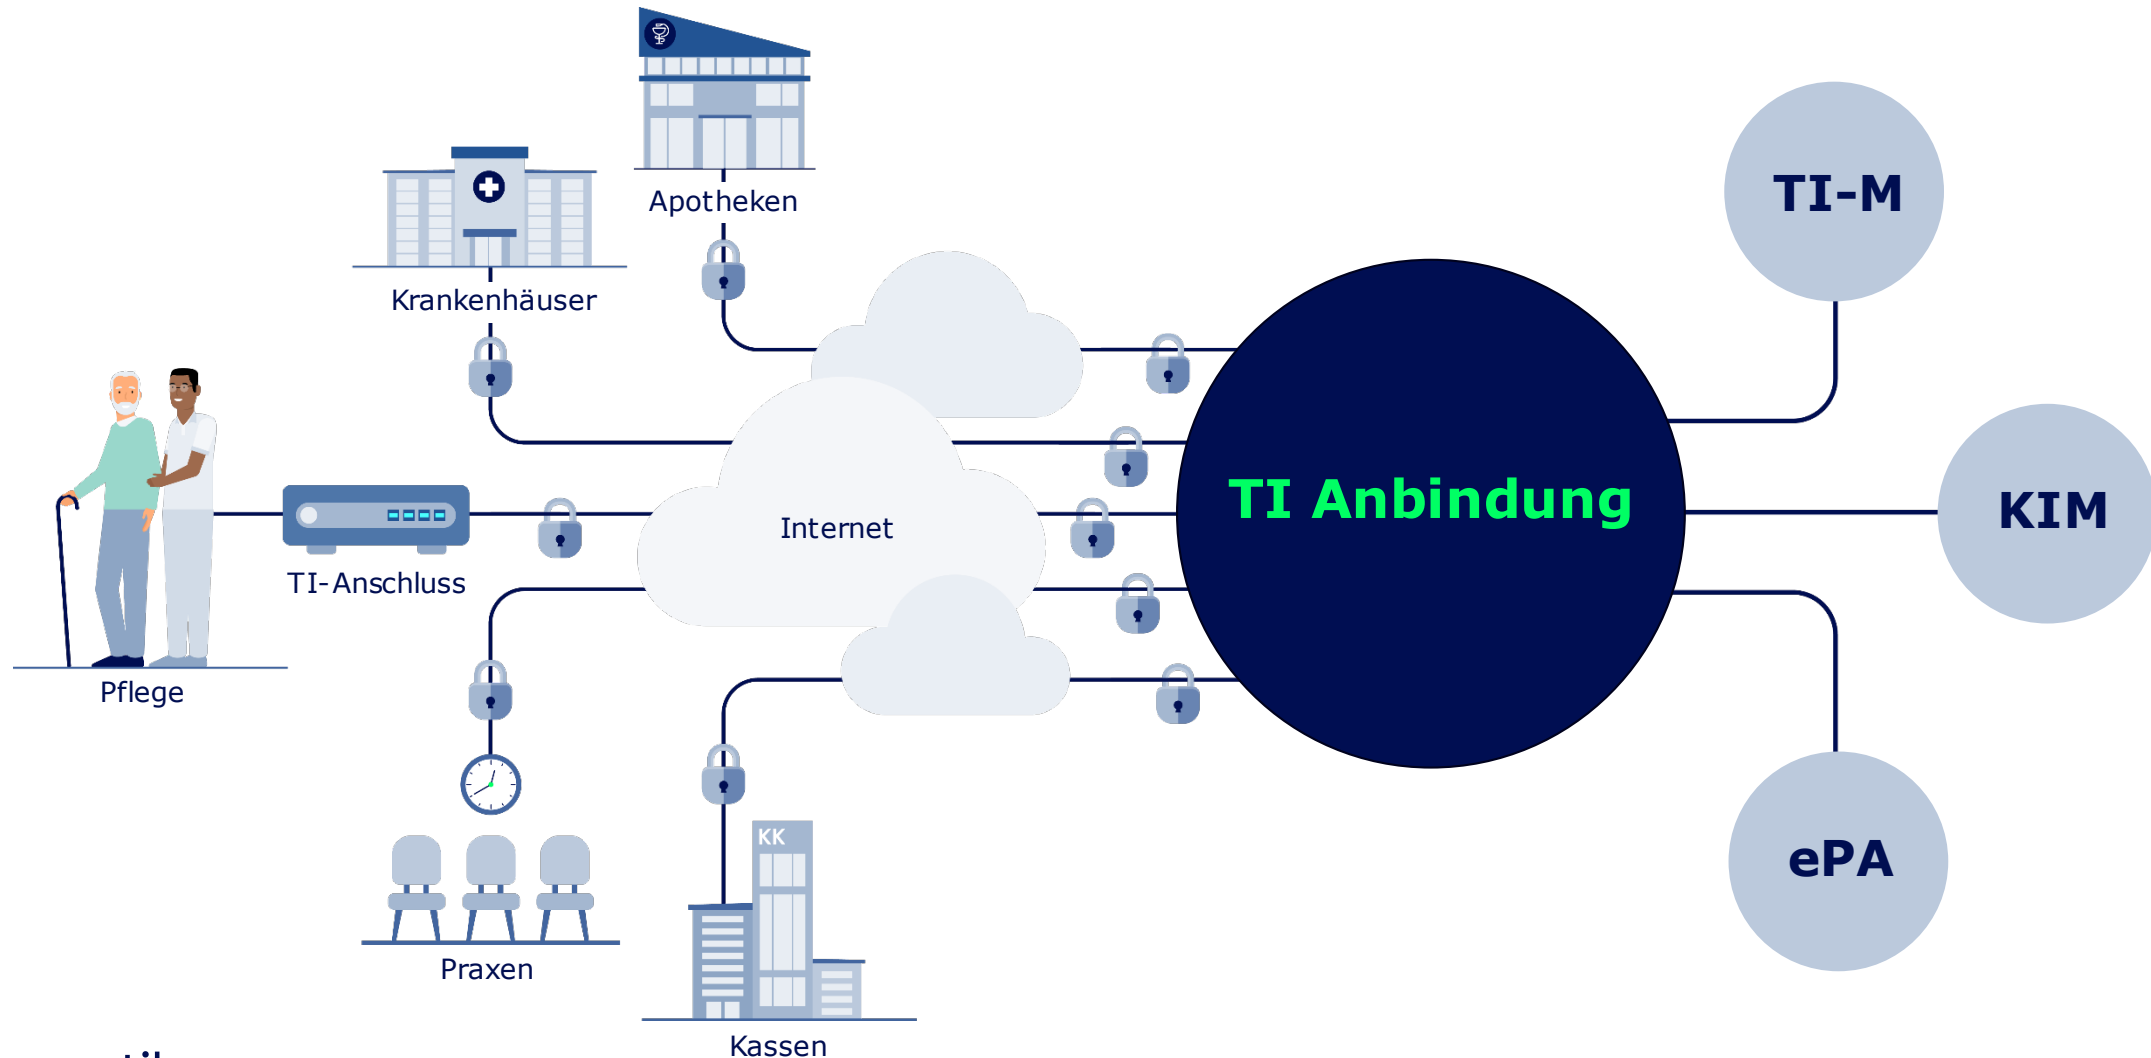 Apotheken
Krankenhäuser
TI-M
TI Anbindung
KIM
Internet
TI-Anschluss
Pflege
KK
ePA
Praxen
Kassen